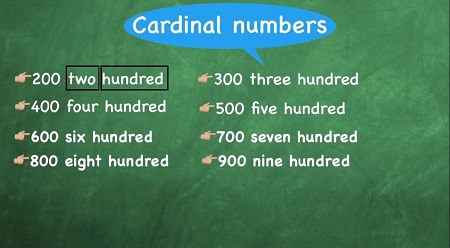 Cardinal numbers
200 two hundred
300 three hundred
400 four hundred
500 five hundred
600 six hundred
700 seven hundred
800 eight hundred
900 nine hundred